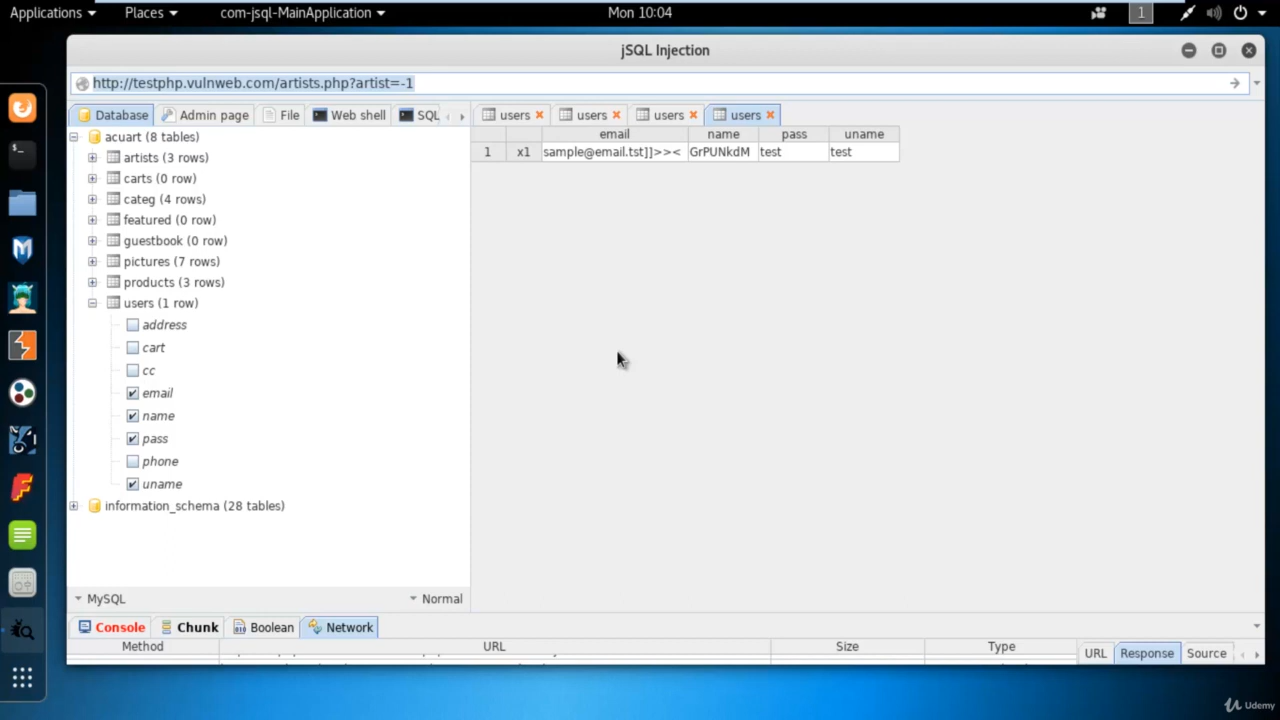 Applications Places com-jsql-MainApplication Mon 10:04 1
jSQL Injection
http://testphp.vulnweb.com/artists.php?artist=-1
Database Admin page File Web shell SQL users users users users
email name pass uname
1 x1 sample@email.tst]]>>< GrPUNkdM test test
acuart (8 tables)
artists (3 rows)
carts (0 row)
categ (4 rows)
featured (0 row)
guestbook (0 row)
pictures (7 rows)
products (3 rows)
users (1 row)
address
cart
cc
email
name
pass
phone
uname
information_schema (28 tables)
MySQL Normal
Console Chunk Boolean Network
Method URL Size Type URL Response Source
Udemy